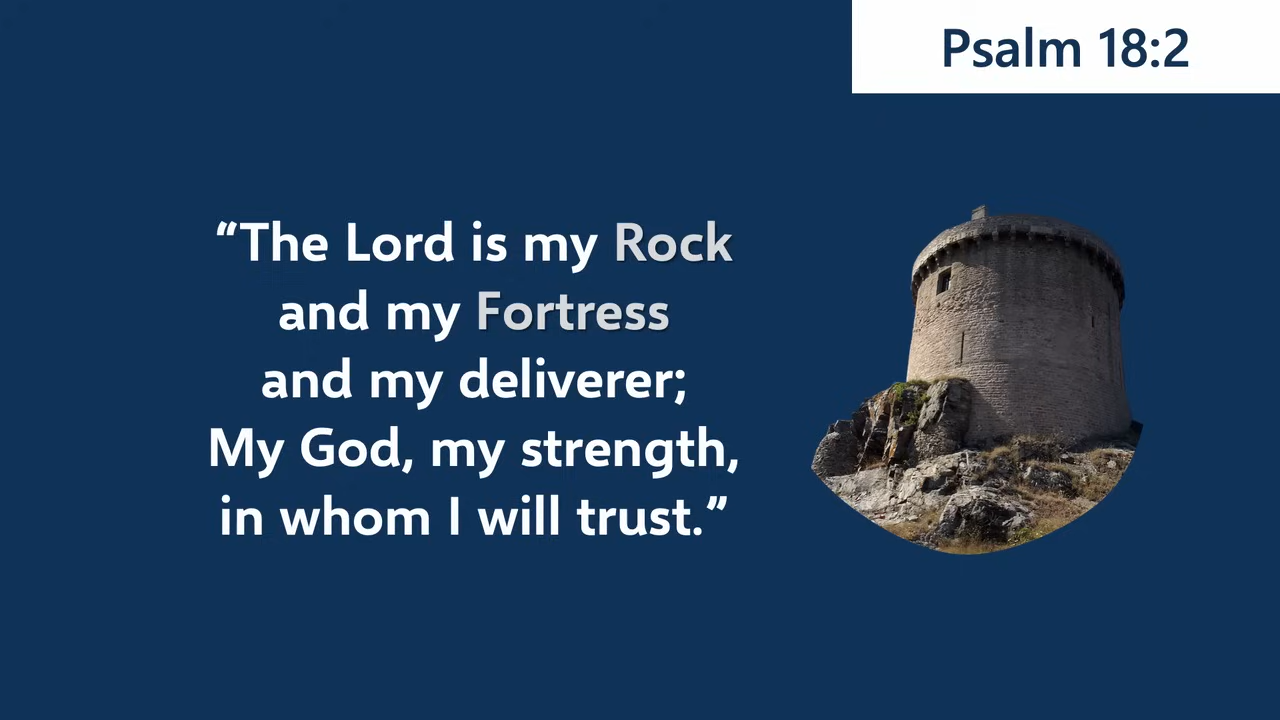 Psalm 18:2
“The Lord is my Rock
and my Fortress
and my deliverer;
My God, my strength,
in whom I will trust.”